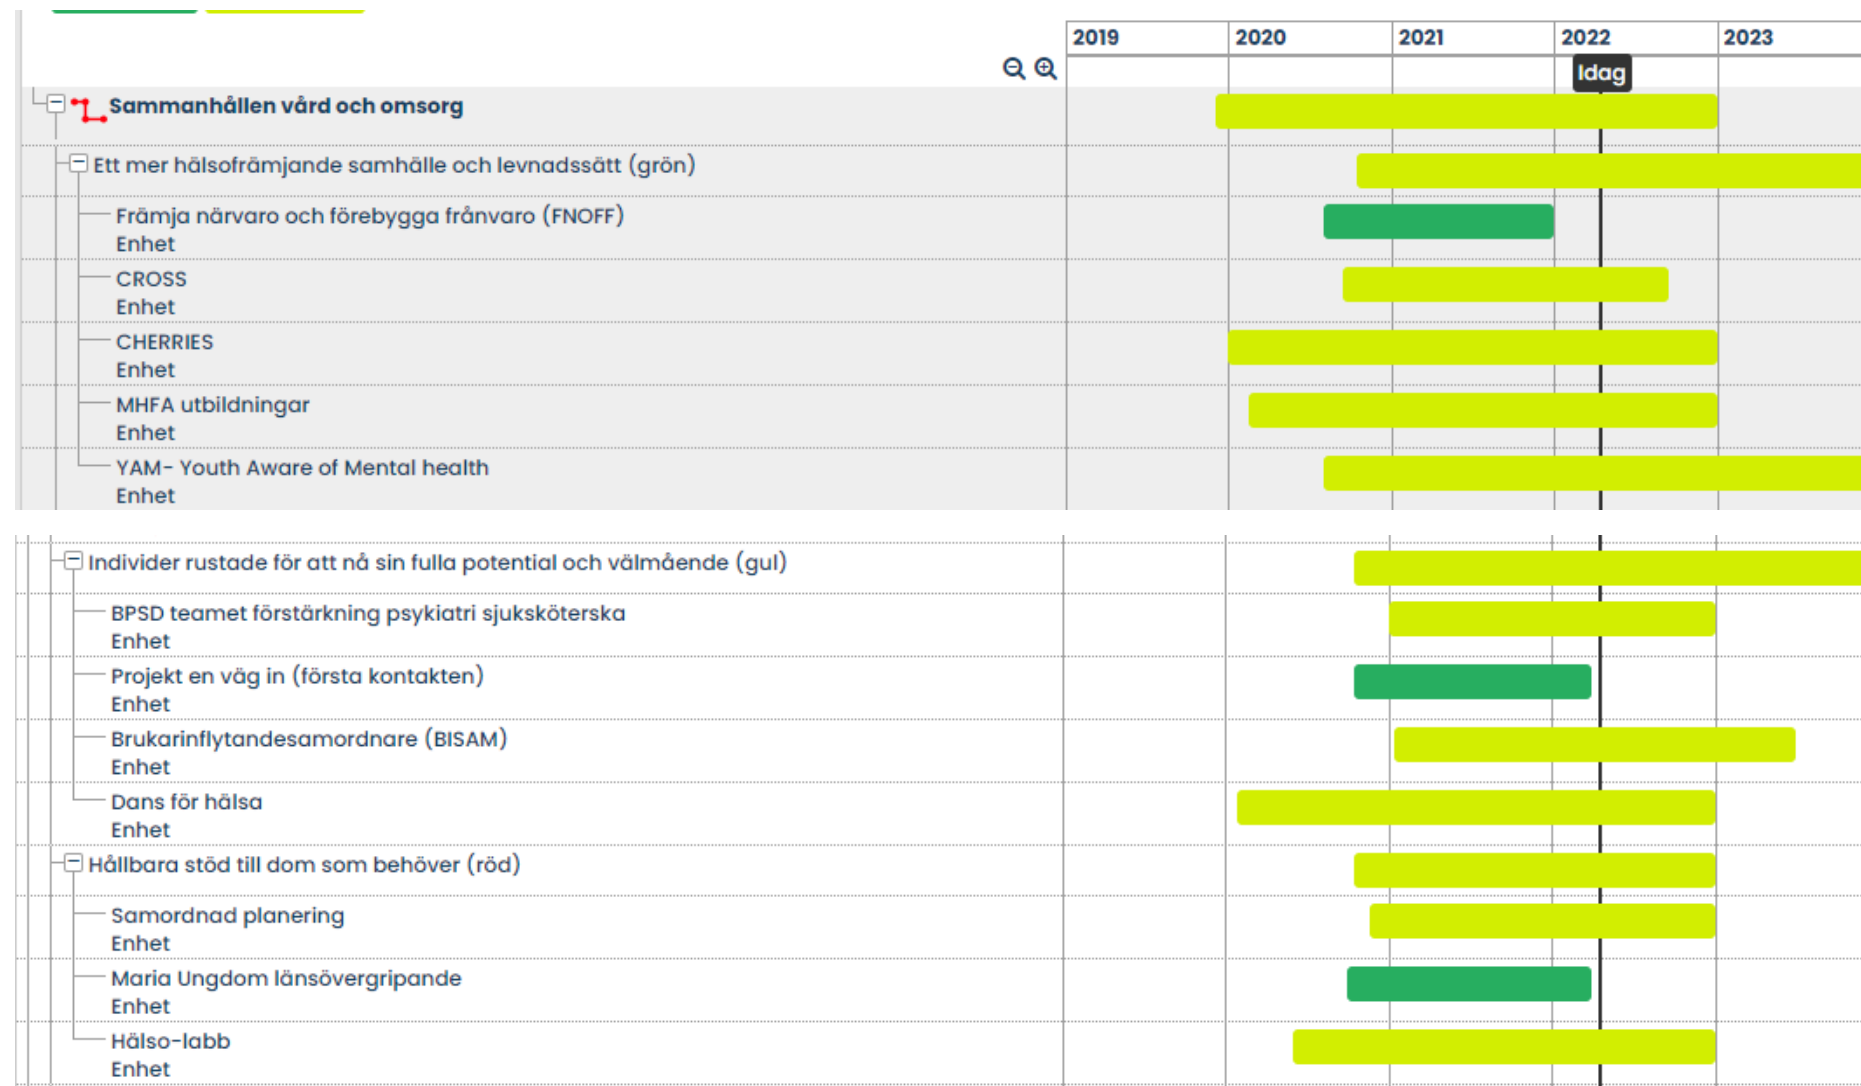 2019 2020 2021 2022 2023
Idag
Sammanhållen vård och omsorg
Ett mer hälsofrämjande samhälle och levnadssätt (grön)
Främja närvaro och förebygga frånvaro (FNOFF)
Enhet
CROSS
Enhet
CHERRIES
Enhet
MHFA utbildningar
Enhet
YAM- Youth Aware of Mental health
Enhet
Individer rustade för att nå sin fulla potential och välmående (gul)
BPSD teamet förstärkning psykiatri sjuksköterska
Enhet
Projekt en väg in (första kontakten)
Enhet
Brukarinflytandesamordnare (BISAM)
Enhet
Dans för hälsa
Enhet
Hållbara stöd till dom som behöver (röd)
Samordnad planering
Enhet
Maria Ungdom länsövergripande
Enhet
Hälso-labb
Enhet